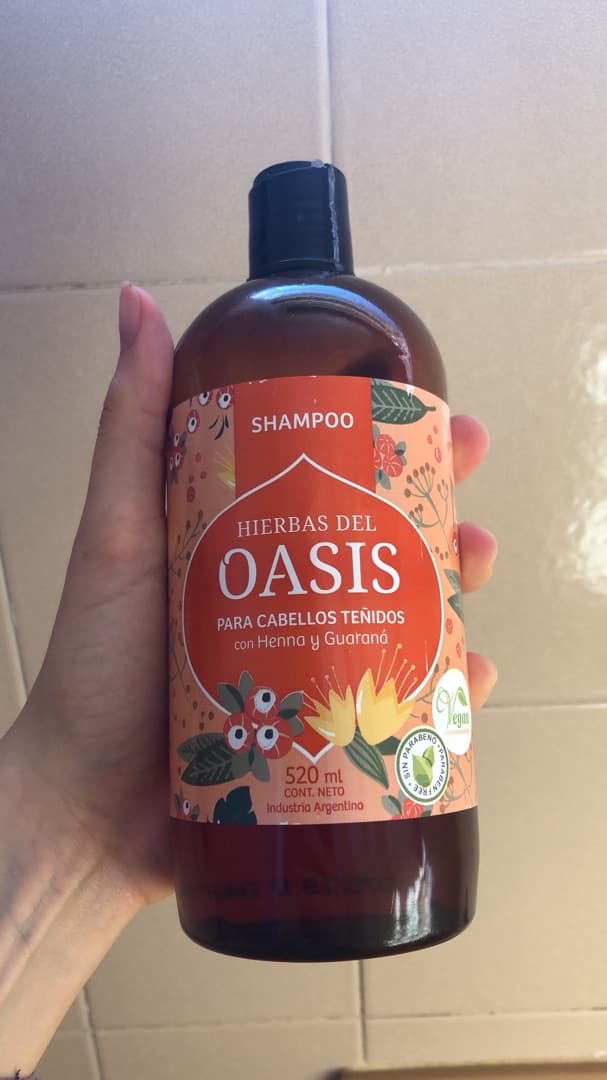 SHAMPOO
HIERBAS DEL
OASIS
PARA CABELLOS TEÑIDOS
con Henna y Guaraná
Vegan
SIN PARABENO • PARABEN FREE •
520 ml
CONT. NETO
Industria Argentina